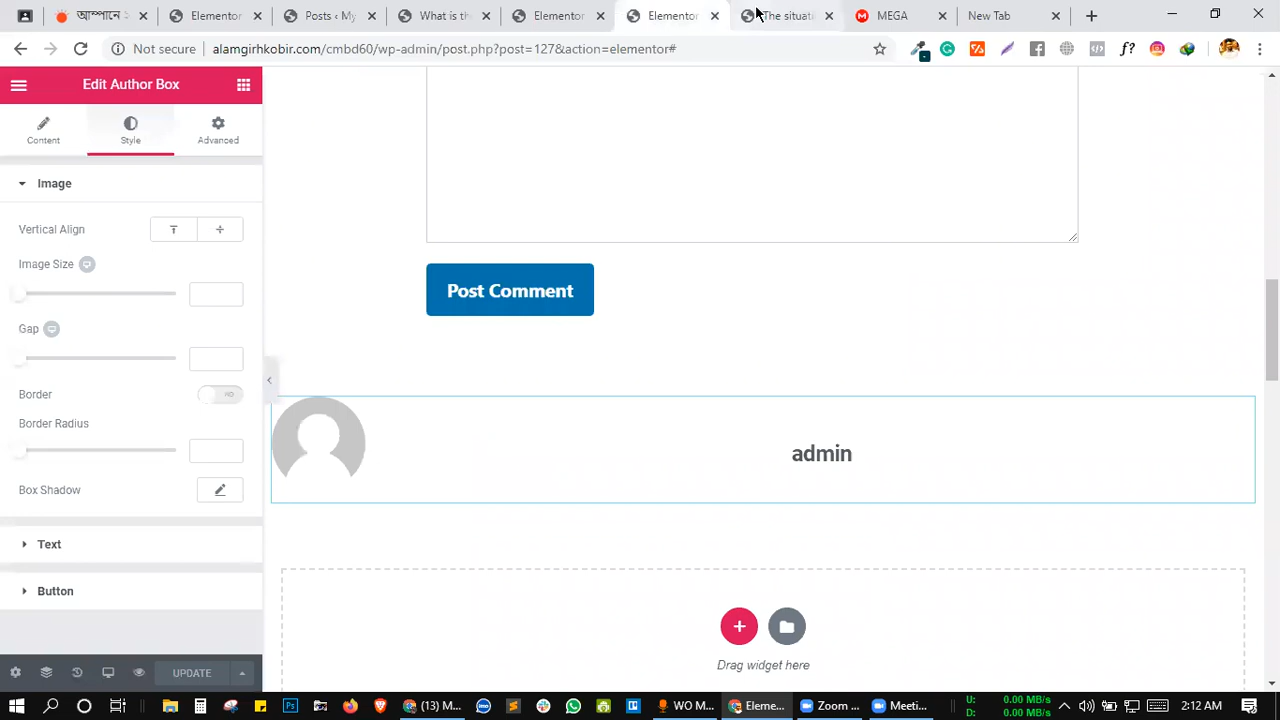 Elementor
Posts ‹ My
What is th
Elementor
Elementor
The situati
MEGA
New Tab
Not secure
alamgirhkobir.com/cmbd60/wp-admin/post.php?post=127&action=elementor#
Edit Author Box
Content
Style
Advanced
Image
Vertical Align
Image Size
Gap
Border
NO
Border Radius
Box Shadow
Text
Button
UPDATE
Post Comment
admin
Drag widget here
(13) M...
WO M...
Eleme...
Zoom ...
Meeti...
U: 0.00 MB/s
D: 0.00 MB/s
2:12 AM